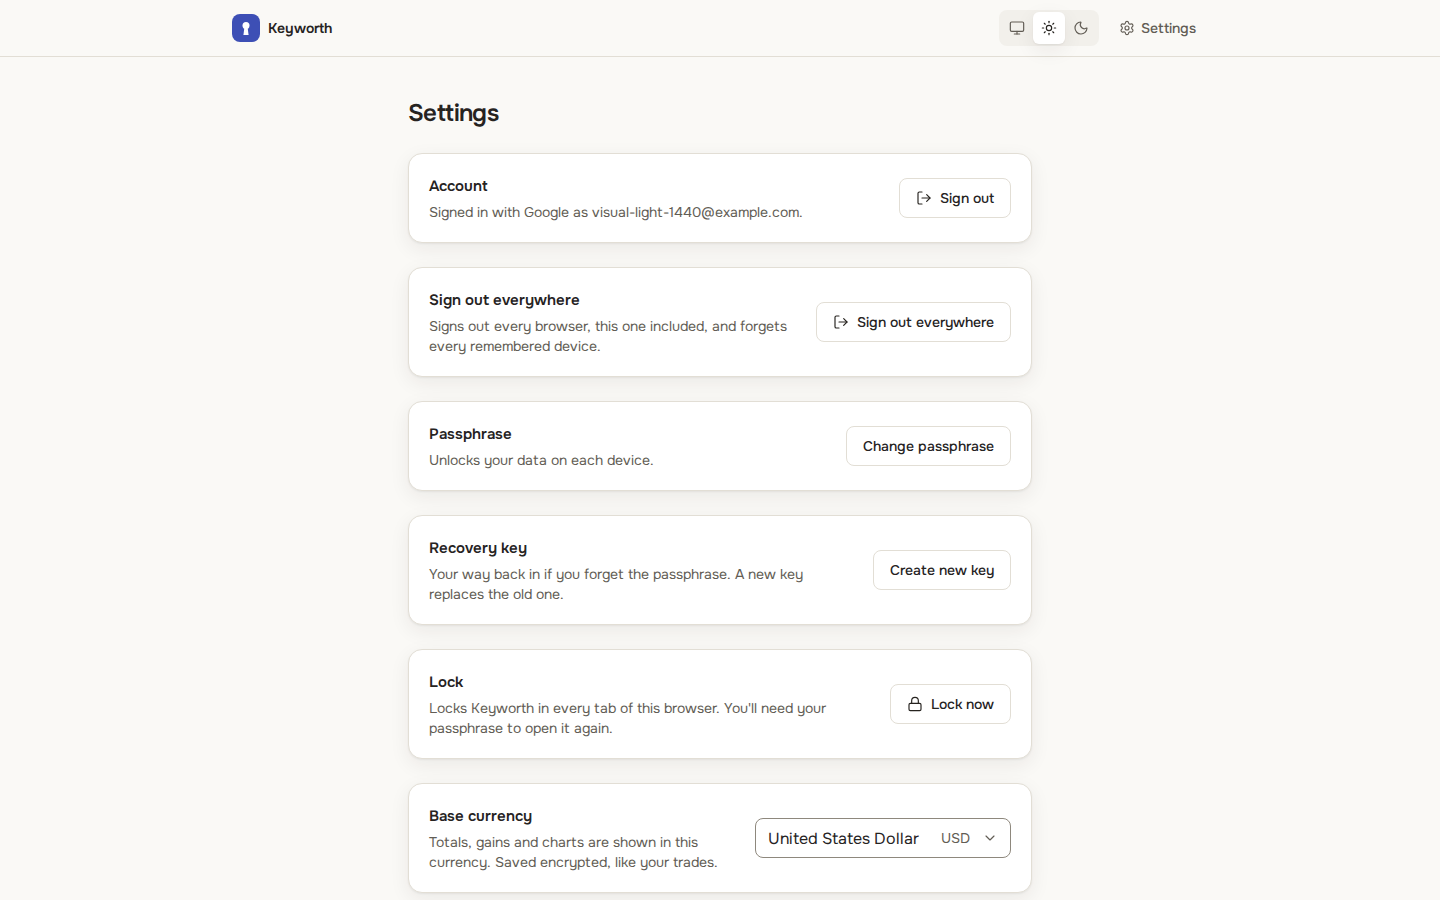 Keyworth
Settings
Settings
Account
Signed in with Google as visual-light-1440@example.com.
Sign out
Sign out everywhere
Signs out every browser, this one included, and forgets
every remembered device.
Sign out everywhere
Passphrase
Unlocks your data on each device.
Change passphrase
Recovery key
Your way back in if you forget the passphrase. A new key
replaces the old one.
Create new key
Lock
Locks Keyworth in every tab of this browser. You'll need your
passphrase to open it again.
Lock now
Base currency
Totals, gains and charts are shown in this
currency. Saved encrypted, like your trades.
United States Dollar USD